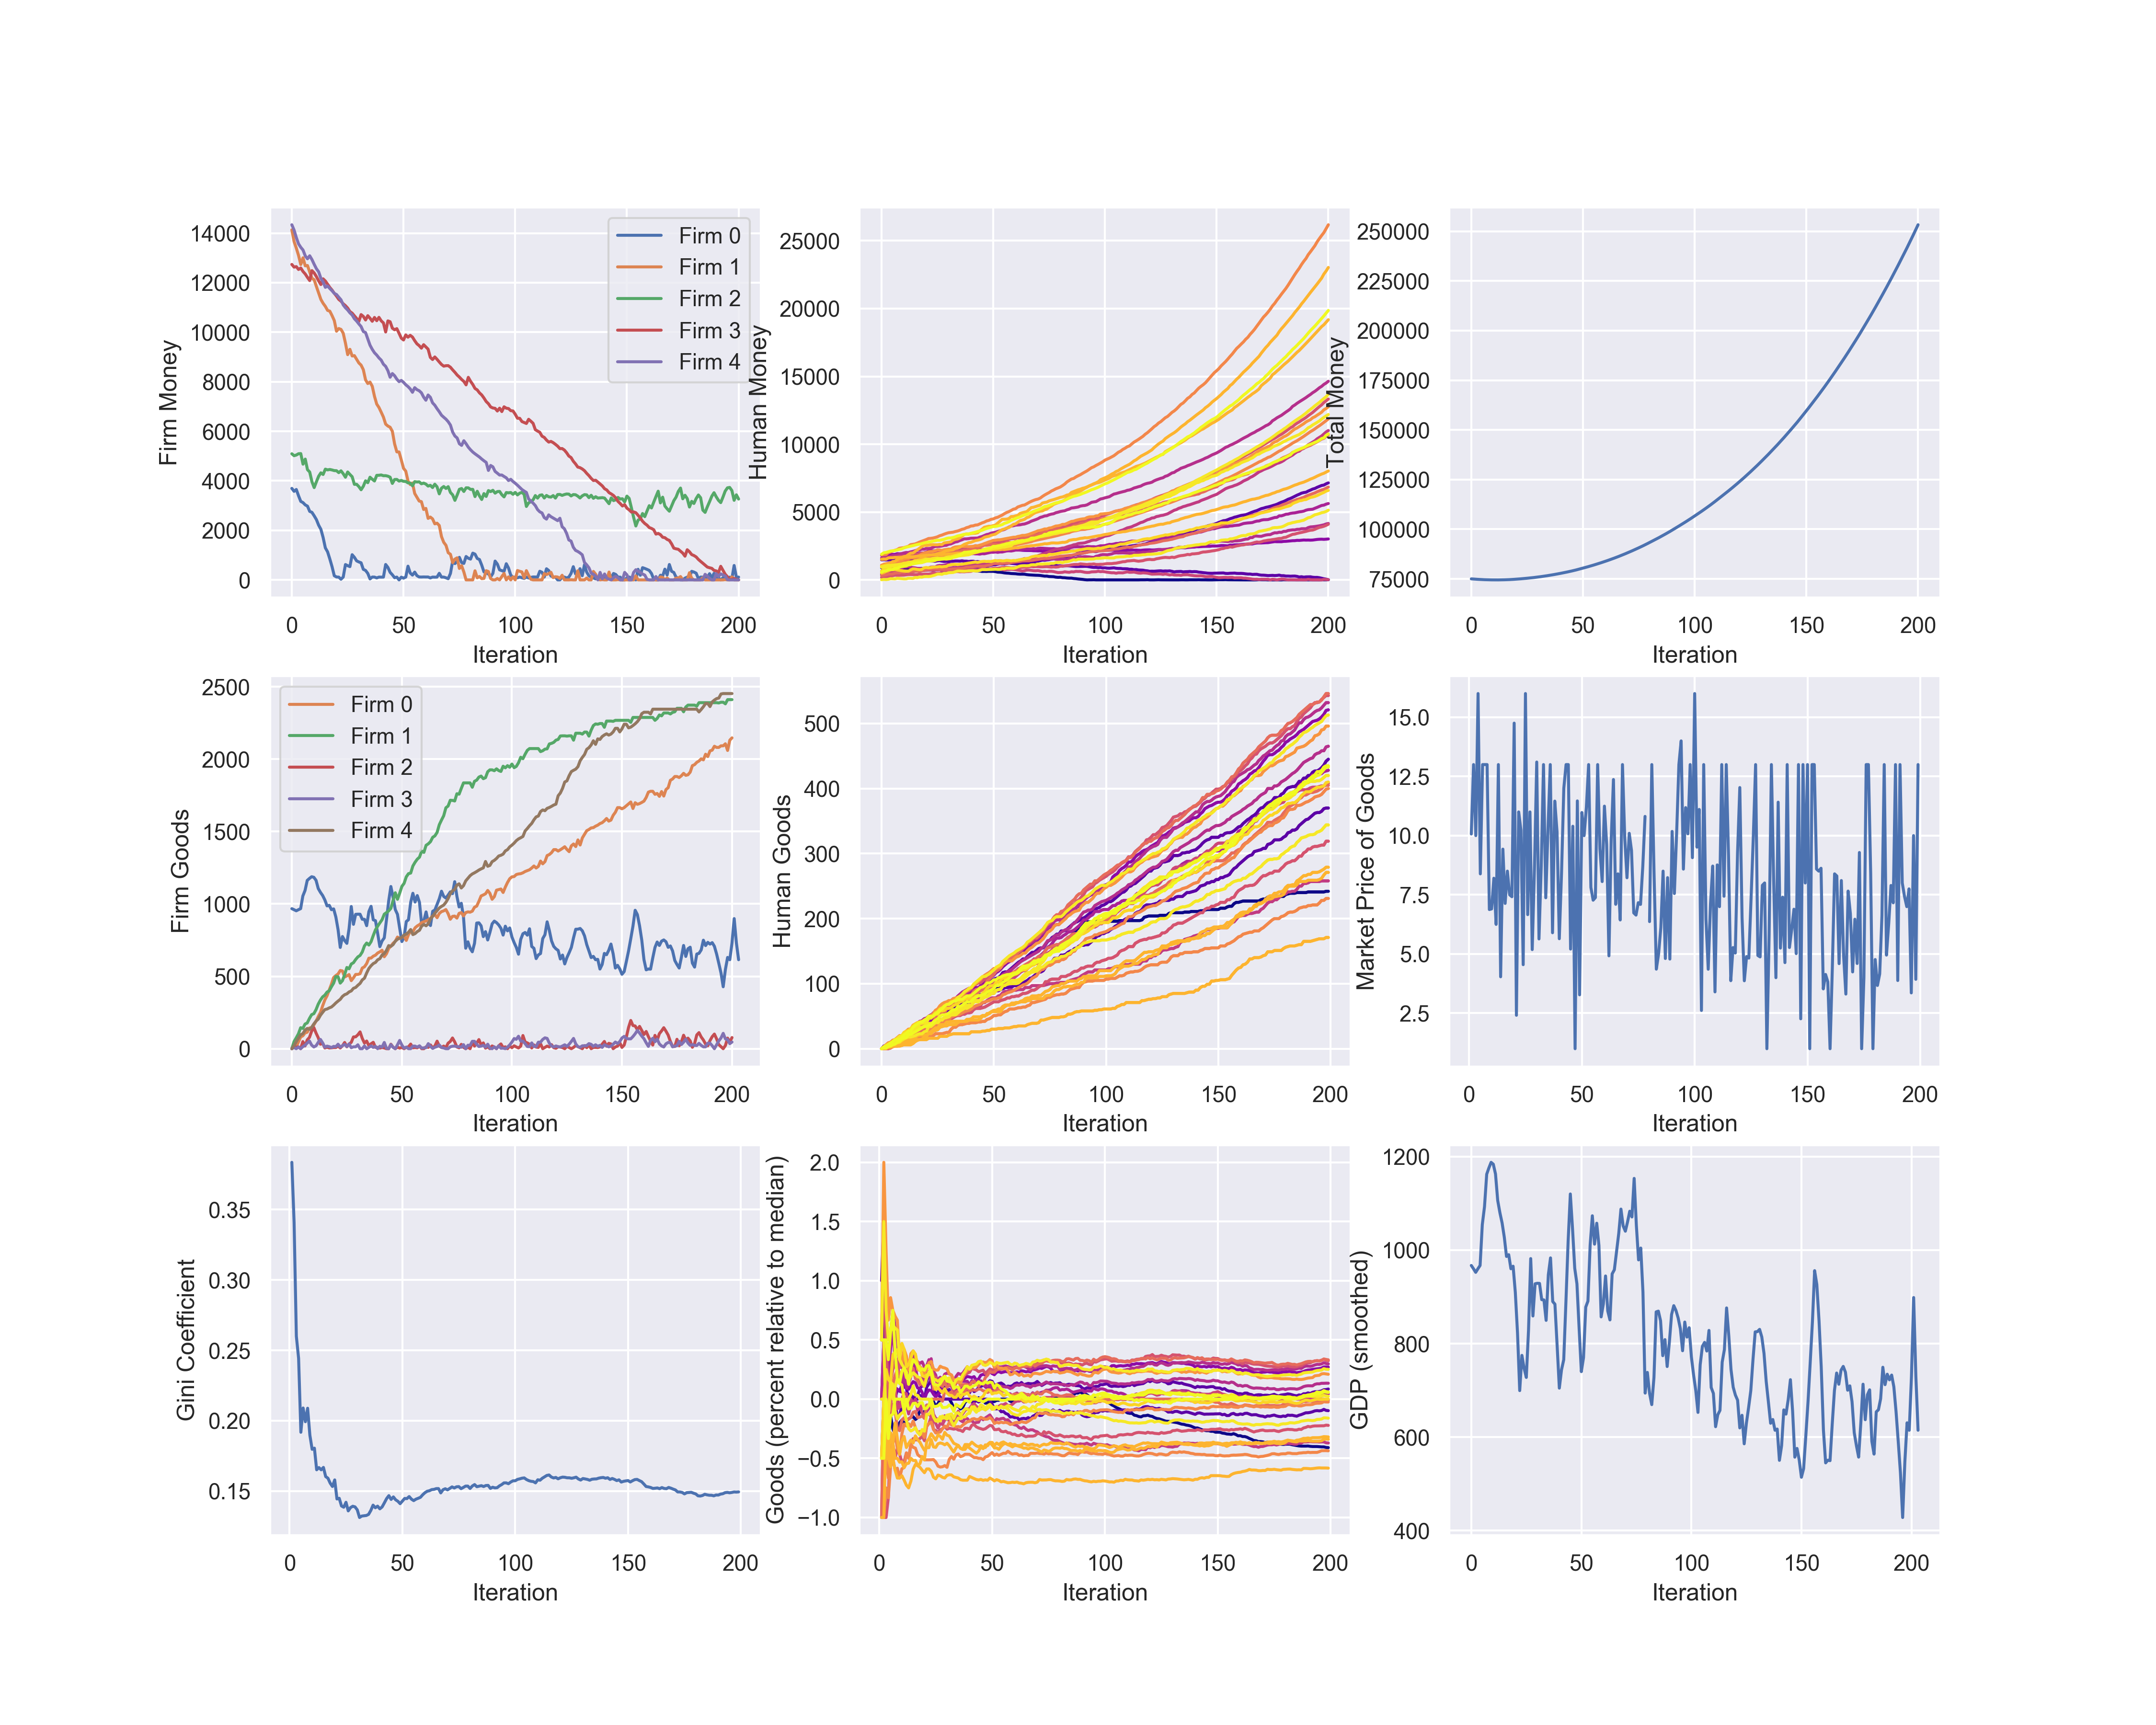 Firm Money
14000
12000
10000
8000
6000
4000
2000
0
Firm 0
Firm 1
Firm 2
Firm 3
Firm 4
0 50 100 150 200
Iteration
Human Money
25000
20000
15000
10000
5000
0
0 50 100 150 200
Iteration
Total Money
250000
225000
200000
175000
150000
125000
100000
75000
0 50 100 150 200
Iteration
Firm Goods
2500
2000
1500
1000
500
0
Firm 0
Firm 1
Firm 2
Firm 3
Firm 4
0 50 100 150 200
Iteration
Human Goods
500
400
300
200
100
0
0 50 100 150 200
Iteration
Market Price of Goods
15.0
12.5
10.0
7.5
5.0
2.5
0 50 100 150 200
Iteration
Gini Coefficient
0.35
0.30
0.25
0.20
0.15
0 50 100 150 200
Iteration
Goods (percent relative to median)
2.0
1.5
1.0
0.5
0.0
−0.5
−1.0
0 50 100 150 200
Iteration
GDP (smoothed)
1200
1000
800
600
400
0 50 100 150 200
Iteration